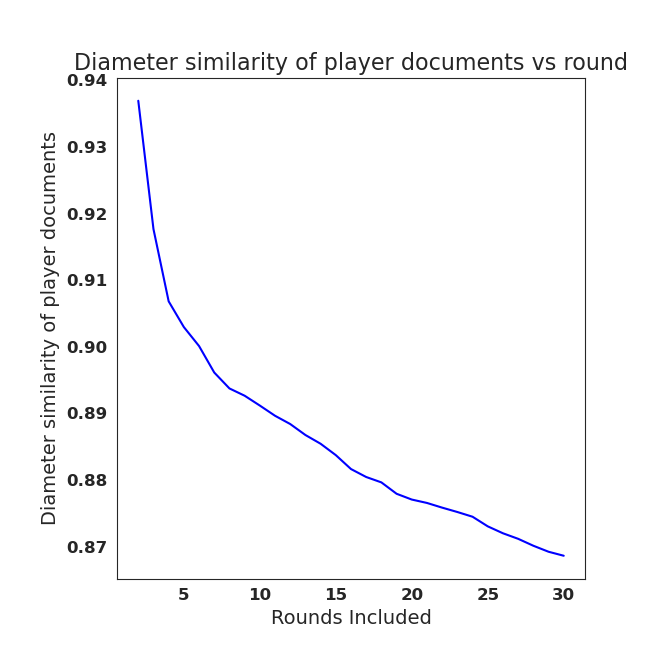 Diameter similarity of player documents vs round
Diameter similarity of player documents
0.94
0.93
0.92
0.91
0.90
0.89
0.88
0.87
5 10 15 20 25 30
Rounds Included